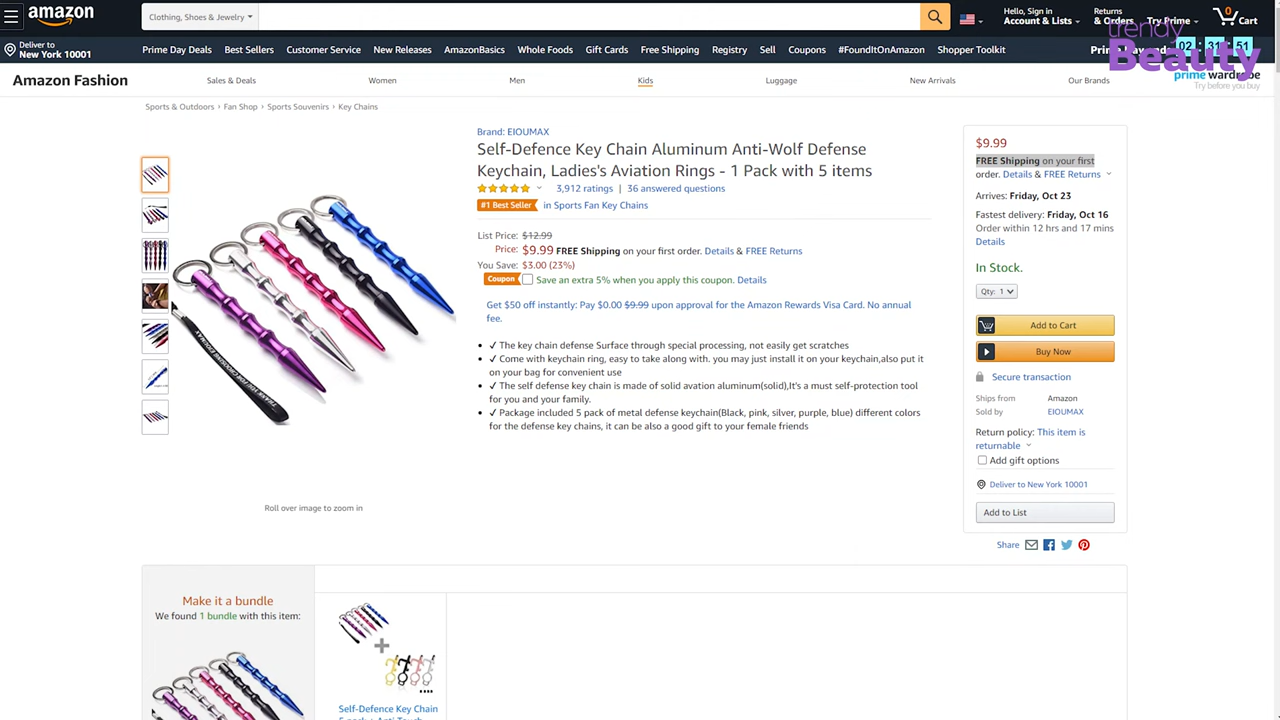 amazon
Clothing, Shoes & Jewelry
Hello, Sign in
Account & Lists
Returns
& Orders
Try Prime
0
Cart
trendy
Beauty
Deliver to
New York 10001
Prime Day Deals
Best Sellers
Customer Service
New Releases
AmazonBasics
Whole Foods
Gift Cards
Free Shipping
Registry
Sell
Coupons
#FoundItOnAmazon
Shopper Toolkit
02
31
51
Amazon Fashion
Sales & Deals
Women
Men
Kids
Luggage
New Arrivals
Our Brands
prime wardrobe
Try before you buy
Sports & Outdoors › Fan Shop › Sports Souvenirs › Key Chains
Brand: EIOUMAX
Self-Defence Key Chain Aluminum Anti-Wolf Defense
Keychain, Ladies's Aviation Rings - 1 Pack with 5 items
3,912 ratings | 36 answered questions
#1 Best Seller in Sports Fan Key Chains
List Price: $12.99
Price: $9.99 FREE Shipping on your first order. Details & FREE Returns
You Save: $3.00 (23%)
Coupon Save an extra 5% when you apply this coupon. Details
Get $50 off instantly: Pay $0.00 $9.99 upon approval for the Amazon Rewards Visa Card. No annual
fee.
• ✓ The key chain defense Surface through special processing, not easily get scratches
• ✓ Come with keychain ring, easy to take along with. you may just install it on your keychain,also put it
on your bag for convenient use
• ✓ The self defense key chain is made of solid avation aluminum(solid),It's a must self-protection tool
for you and your family.
• ✓ Package included 5 pack of metal defense keychain(Black, pink, silver, purple, blue) different colors
for the defense key chains, it can be also a good gift to your female friends
Roll over image to zoom in
$9.99
FREE Shipping on your first
order. Details & FREE Returns
Arrives: Friday, Oct 23
Fastest delivery: Friday, Oct 16
Order within 12 hrs and 17 mins
Details
In Stock.
Qty: 1
Add to Cart
Buy Now
Secure transaction
Ships from Amazon
Sold by EIOUMAX
Return policy: This item is
returnable
Add gift options
Deliver to New York 10001
Add to List
Share
Make it a bundle
We found 1 bundle with this item:
Self-Defence Key Chain